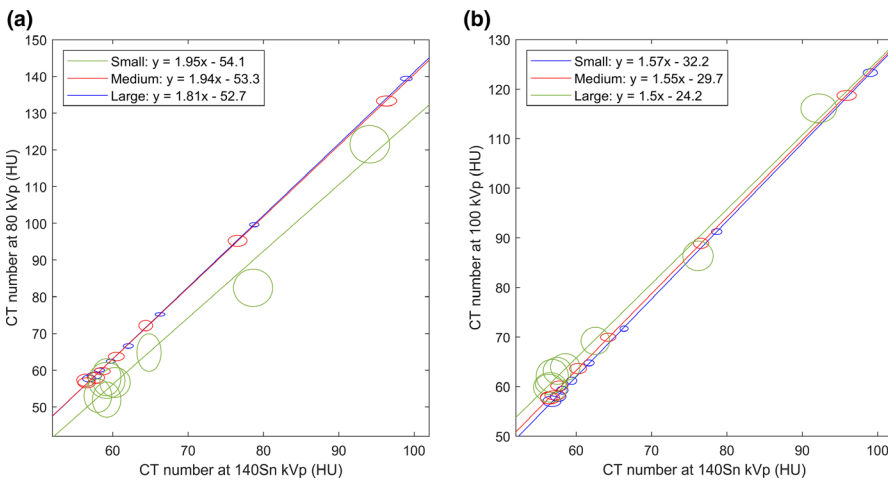 (a)
150
140
130
120
110
100
90
80
70
60
50
CT number at 80 kVp (HU)
Small: y = 1.95x - 54.1
Medium: y = 1.94x - 53.3
Large: y = 1.81x - 52.7
60
70
80
90
100
CT number at 140Sn kVp (HU)
(b)
130
120
110
100
90
80
70
60
50
CT number at 100 kVp (HU)
Small: y = 1.57x - 32.2
Medium: y = 1.55x - 29.7
Large: y = 1.5x - 24.2
60
70
80
90
100
CT number at 140Sn kVp (HU)